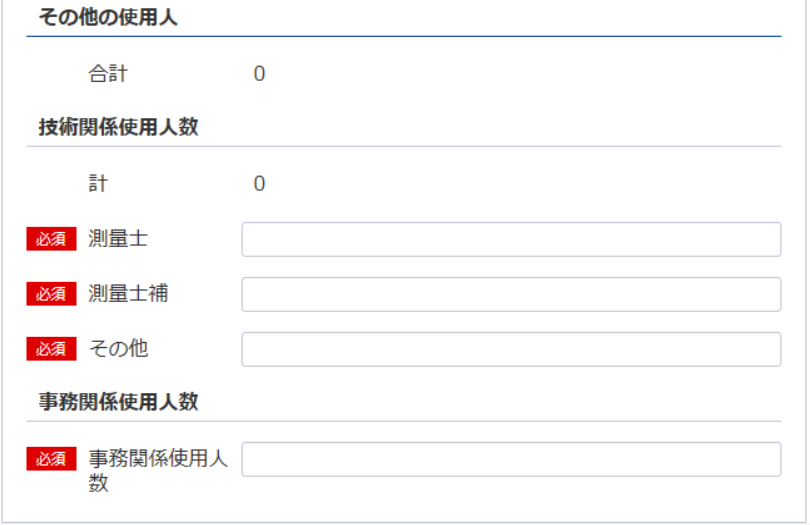 その他の使用人
合計 0
技術関係使用人数
計 0
必須 測量士
必須 測量士補
必須 その他
事務関係使用人数
必須 事務関係使用人
数